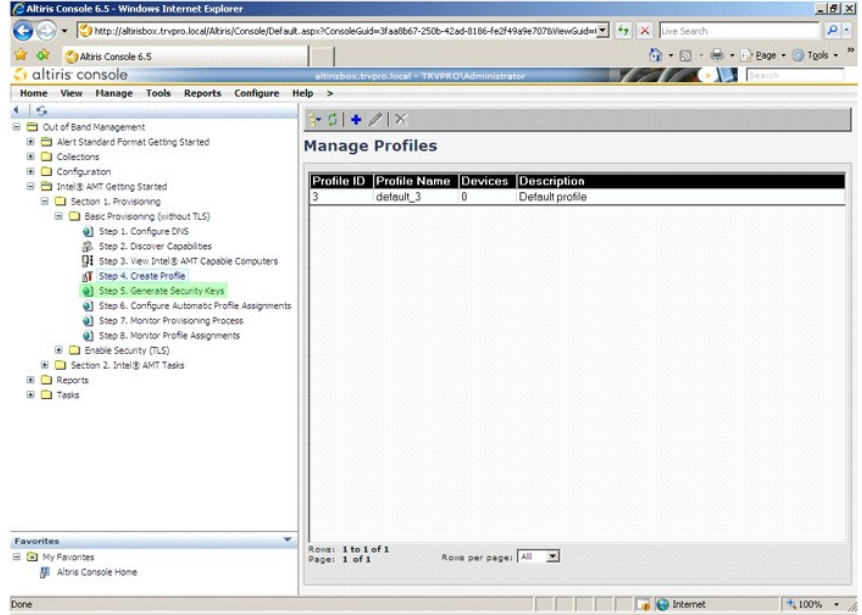 Altiris Console 6.5 - Windows Internet Explorer
http://altirisbox.trvpro.local/Altiris/Console/Default.aspx?ConsoleGuid=3faa8b67-250b-42ad-8186-fe2f49a9e707&ViewGuid=
Live Search
Altiris Console 6.5
Page
Tools
altiris console
altirisbox.trvpro.local - TRVPRO\Administrator
Search
Home View Manage Tools Reports Configure Help >
Out of Band Management
Alert Standard Format Getting Started
Collections
Configuration
Intel® AMT Getting Started
Section 1. Provisioning
Basic Provisioning (without TLS)
Step 1. Configure DNS
Step 2. Discover Capabilities
Step 3. View Intel® AMT Capable Computers
Step 4. Create Profile
Step 5. Generate Security Keys
Step 6. Configure Automatic Profile Assignments
Step 7. Monitor Provisioning Process
Step 8. Monitor Profile Assignments
Enable Security (TLS)
Section 2. Intel® AMT Tasks
Reports
Tasks
Manage Profiles
Profile ID Profile Name Devices Description
3 default_3 0 Default profile
Favorites
My Favorites
Altiris Console Home
Rows: 1 to 1 of 1
Page: 1 of 1
Rows per page: All
Done
Internet
100%